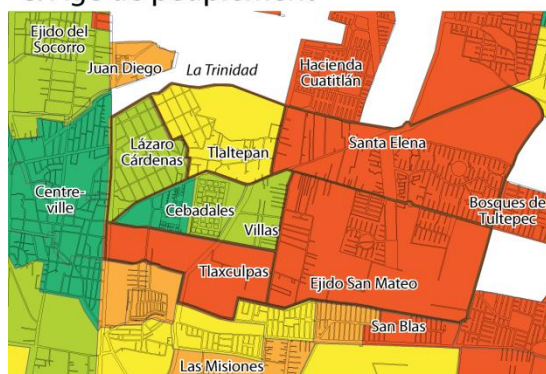 Ejido del
Socorro
Juan Diego
La Trinidad
Hacienda
Cuatitlán
Lázaro
Cárdenas
Tlaltepan
Santa Elena
Centre-
ville
Cebadales
Villas
Bosques de
Tultepec
Tlaxculpas
Ejido San Mateo
San Blas
Las Misiones